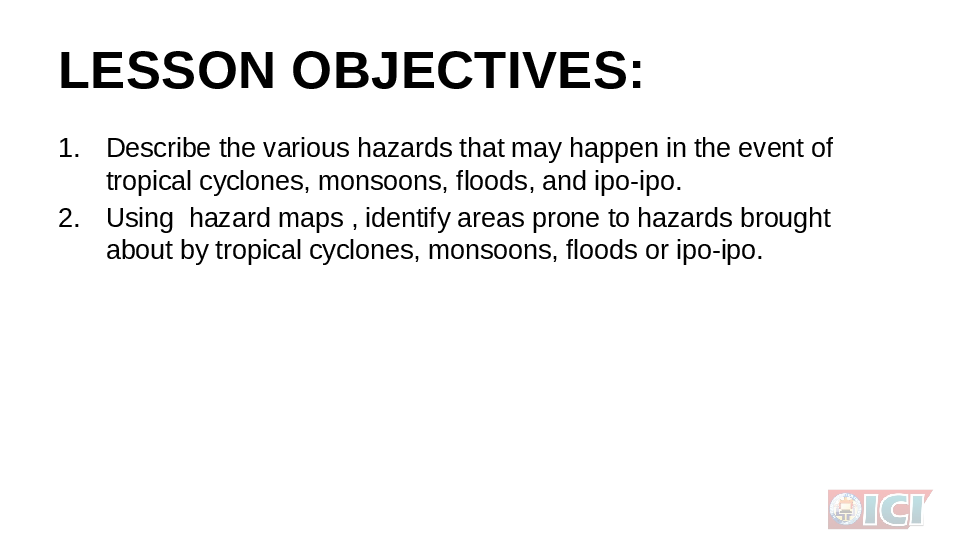 LESSON OBJECTIVES:
1. Describe the various hazards that may happen in the event of
tropical cyclones, monsoons, floods, and ipo-ipo.
2. Using  hazard maps , identify areas prone to hazards brought
about by tropical cyclones, monsoons, floods or ipo-ipo.
ICI